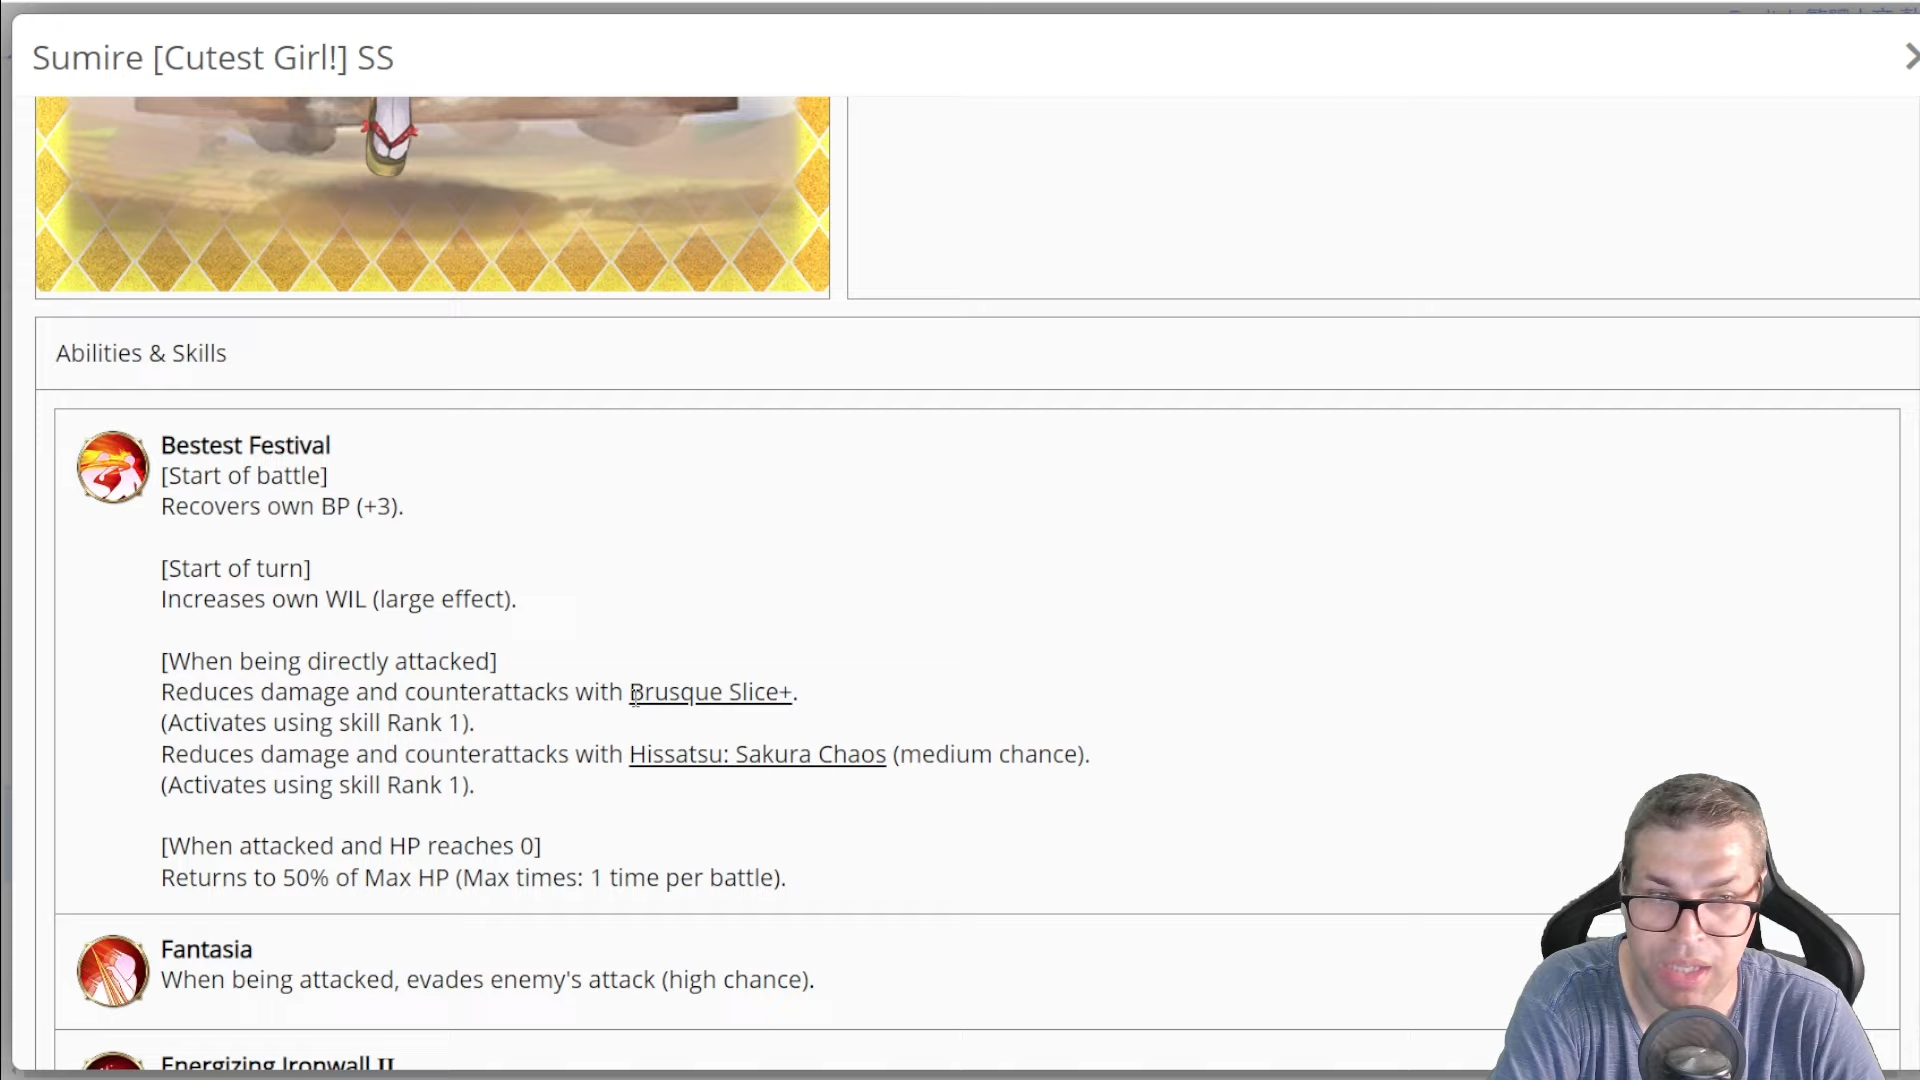 Sumire [Cutest Girl!] SS
Abilities & Skills
Bestest Festival
[Start of battle]
Recovers own BP (+3).
[Start of turn]
Increases own WIL (large effect).
[When being directly attacked]
Reduces damage and counterattacks with Brusque Slice+.
(Activates using skill Rank 1).
Reduces damage and counterattacks with Hissatsu: Sakura Chaos (medium chance).
(Activates using skill Rank 1).
[When attacked and HP reaches 0]
Returns to 50% of Max HP (Max times: 1 time per battle).
Fantasia
When being attacked, evades enemy's attack (high chance).
Energizing Ironwall II